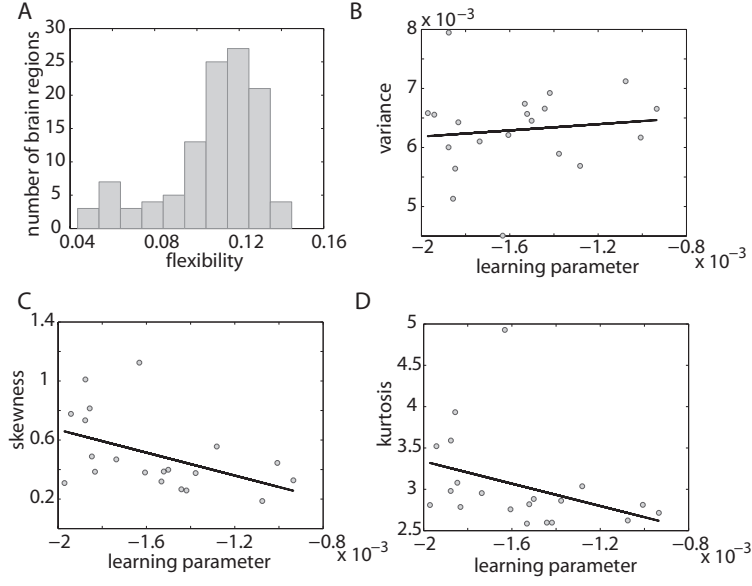 A
30
25
20
15
10
5
0
number of brain regions
0.04 0.08 0.12 0.16
flexibility
B
8 x 10⁻³
7
6
5
variance
−2 −1.6 −1.2 −0.8
learning parameter x 10⁻³
C
1.4
1
0.6
0.2
skewness
−2 −1.6 −1.2 −0.8
learning parameter x 10⁻³
D
5
4.5
4
3.5
3
2.5
kurtosis
−2 −1.6 −1.2 −0.8
learning parameter x 10⁻³